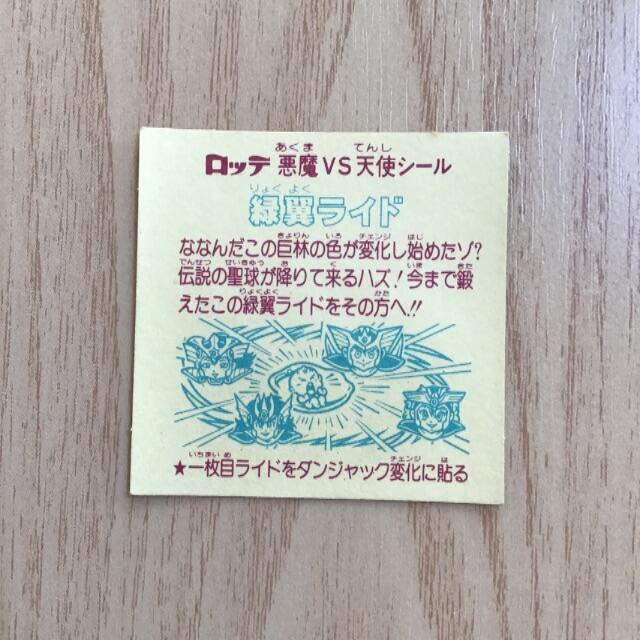 ロッテ 悪魔VS天使シール
緑翼ライド
ななんだこの巨林の色が変化し始めたゾ?
伝説の聖球が降りて来るハズ!今まで鍛
えたこの緑翼ライドをその方へ!!
★一枚目ライドをダンジャック変化に貼る